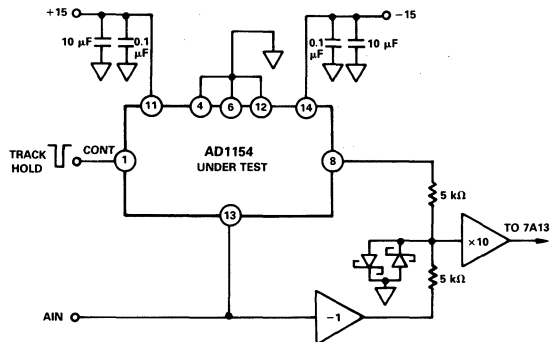 +15
−15
10 µF
0.1
µF
0.1
µF
10 µF
11
4
6
12
14
TRACK
HOLD
CONT
1
AD1154
UNDER TEST
8
13
5 kΩ
×10
TO 7A13
5 kΩ
AIN
−1